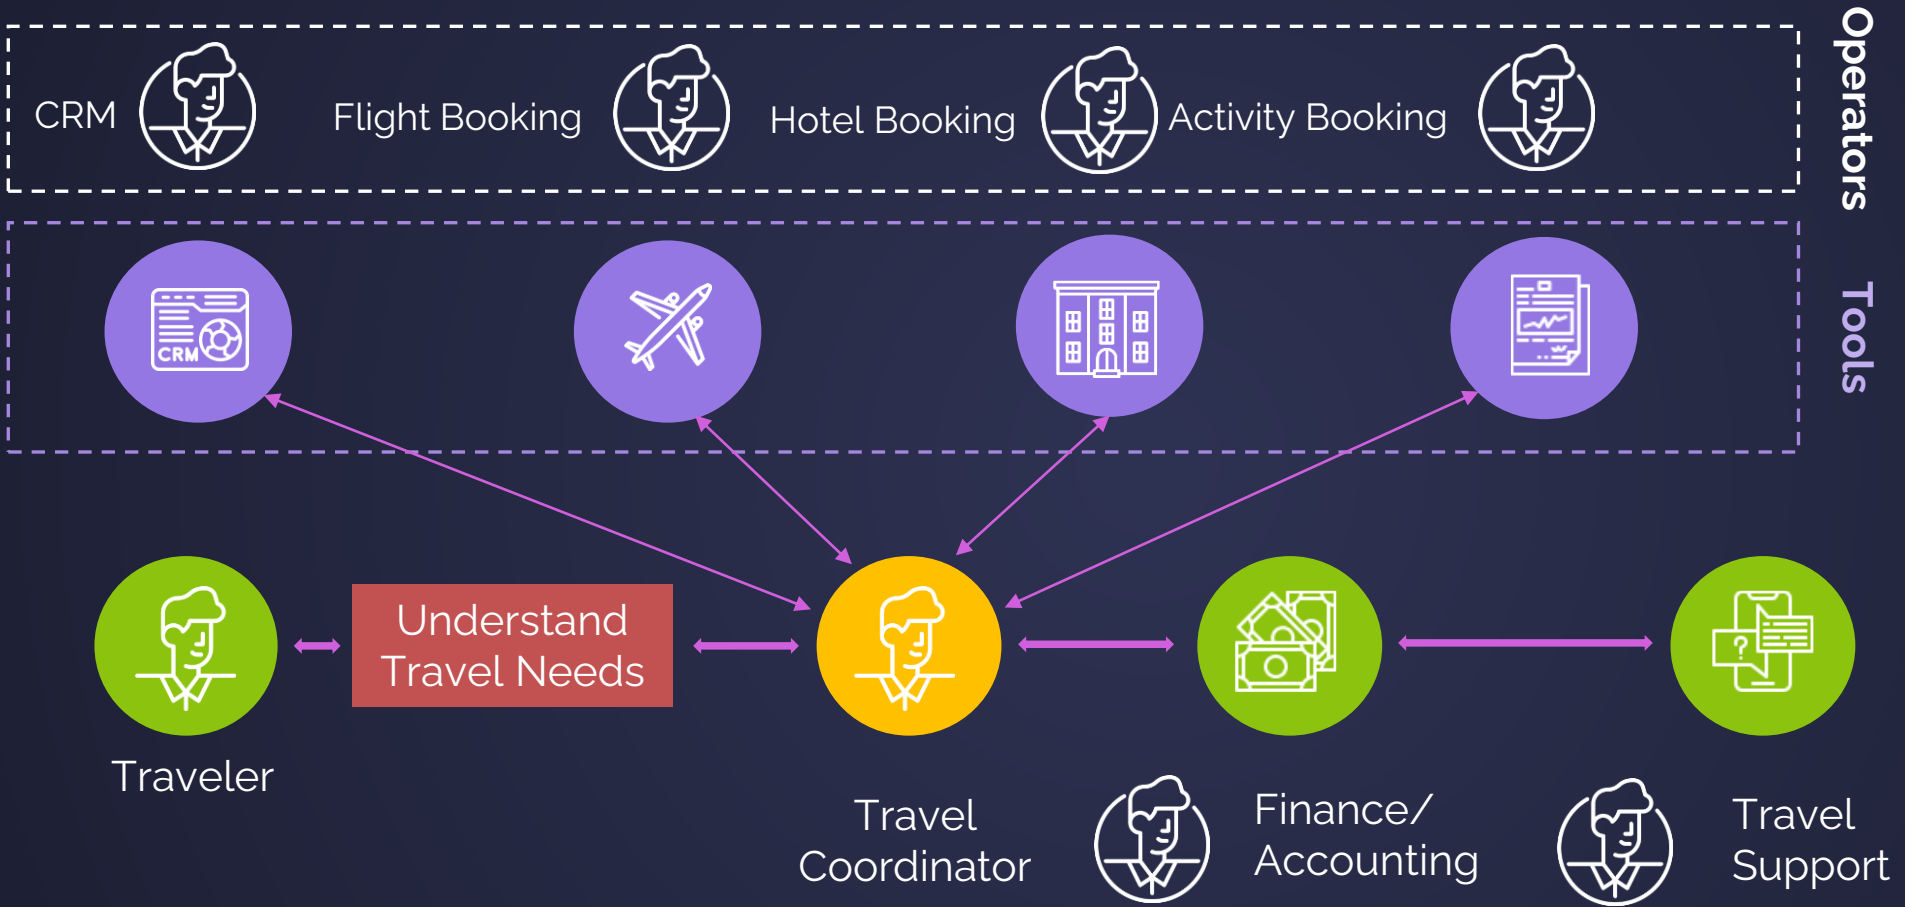 CRM
Flight Booking
Hotel Booking
Activity Booking
Operators
CRM
Tools
Understand
Travel Needs
?
Traveler
Travel
Coordinator
Finance/
Accounting
Travel
Support